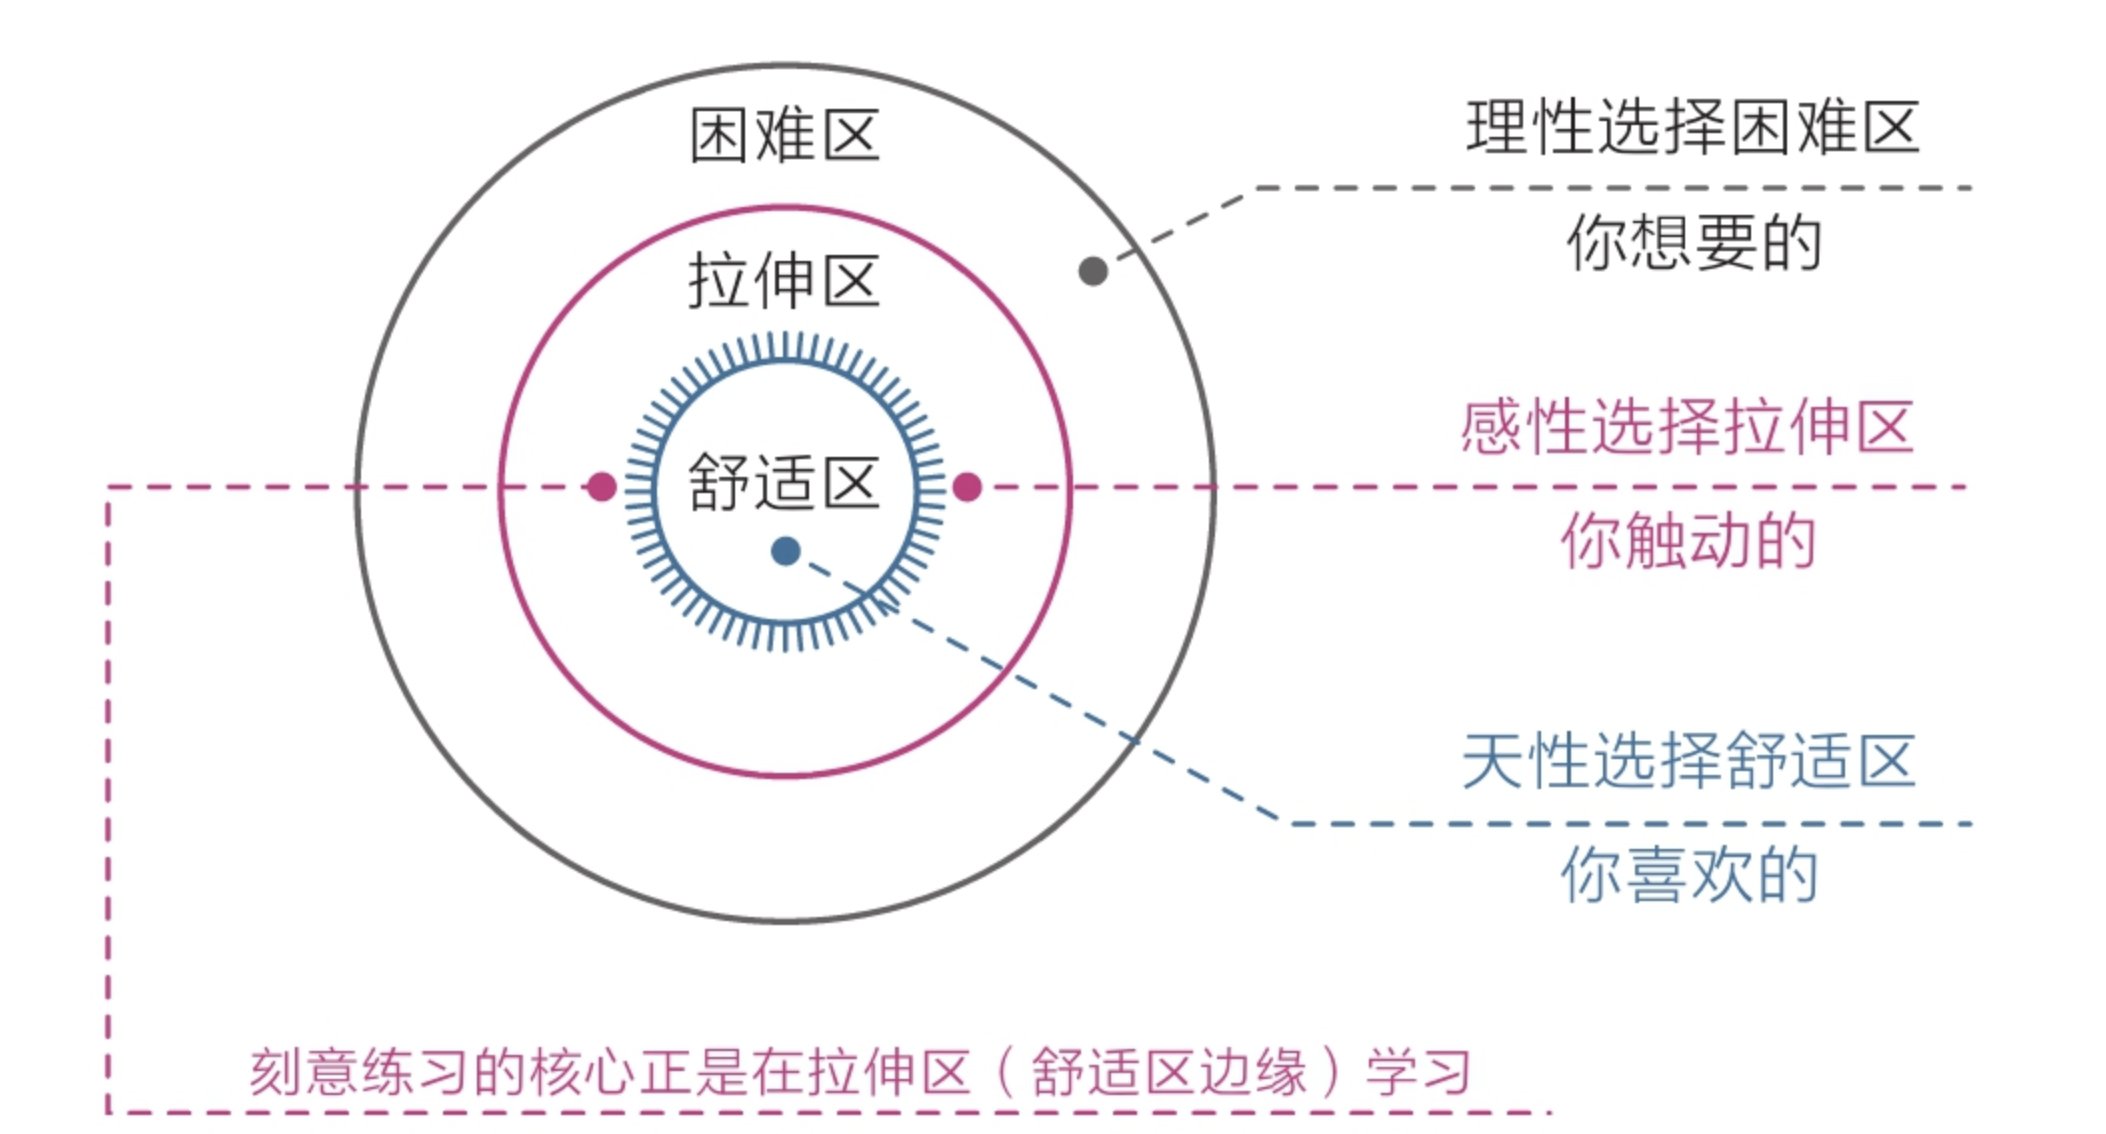 困难区
拉伸区
舒适区
理性选择困难区
你想要的
感性选择拉伸区
你触动的
天性选择舒适区
你喜欢的
刻意练习的核心正是在拉伸区（舒适区边缘）学习